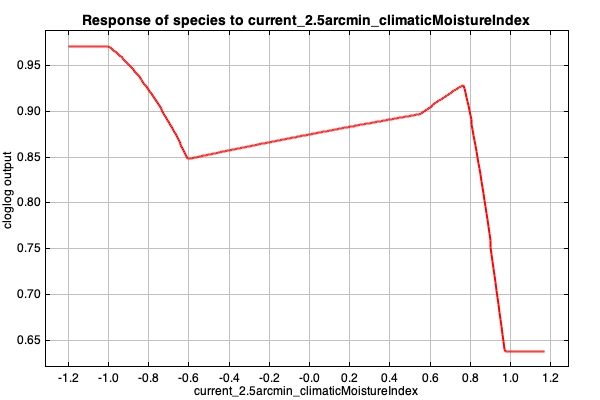 Response of species to current_2.5arcmin_climaticMoistureIndex
cloglog output
0.95
0.90
0.85
0.80
0.75
0.70
0.65
-1.2 -1.0 -0.8 -0.6 -0.4 -0.2 -0.0 0.2 0.4 0.6 0.8 1.0 1.2
current_2.5arcmin_climaticMoistureIndex